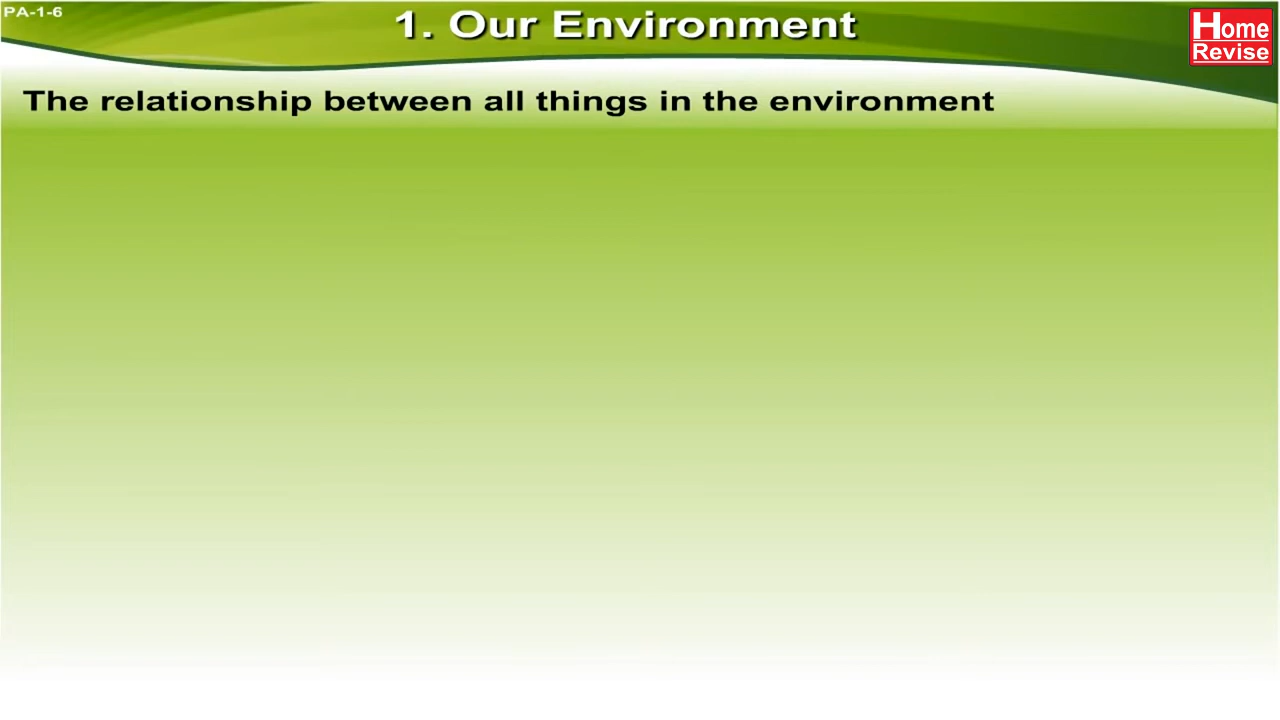 PA-1-6
1. Our Environment
Home
Revise
The relationship between all things in the environment